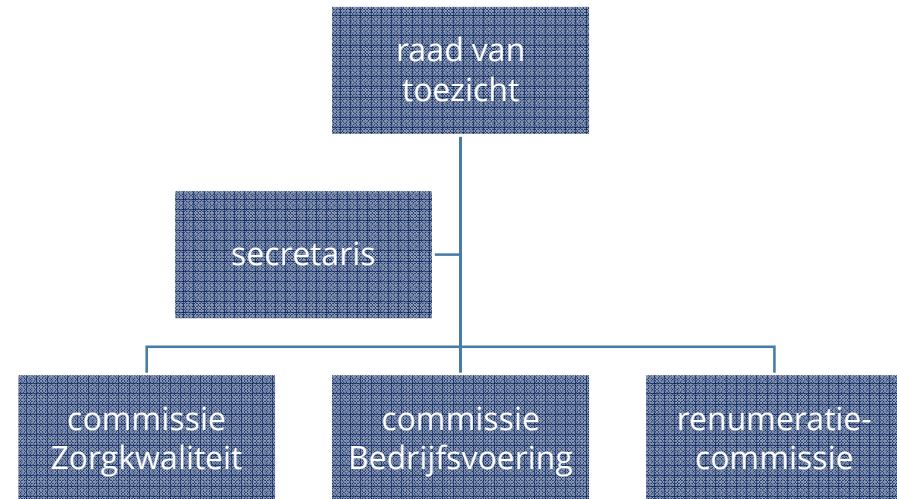 raad van
toezicht
secretaris
commissie
Zorgkwaliteit
commissie
Bedrijfsvoering
renumeratie-
commissie